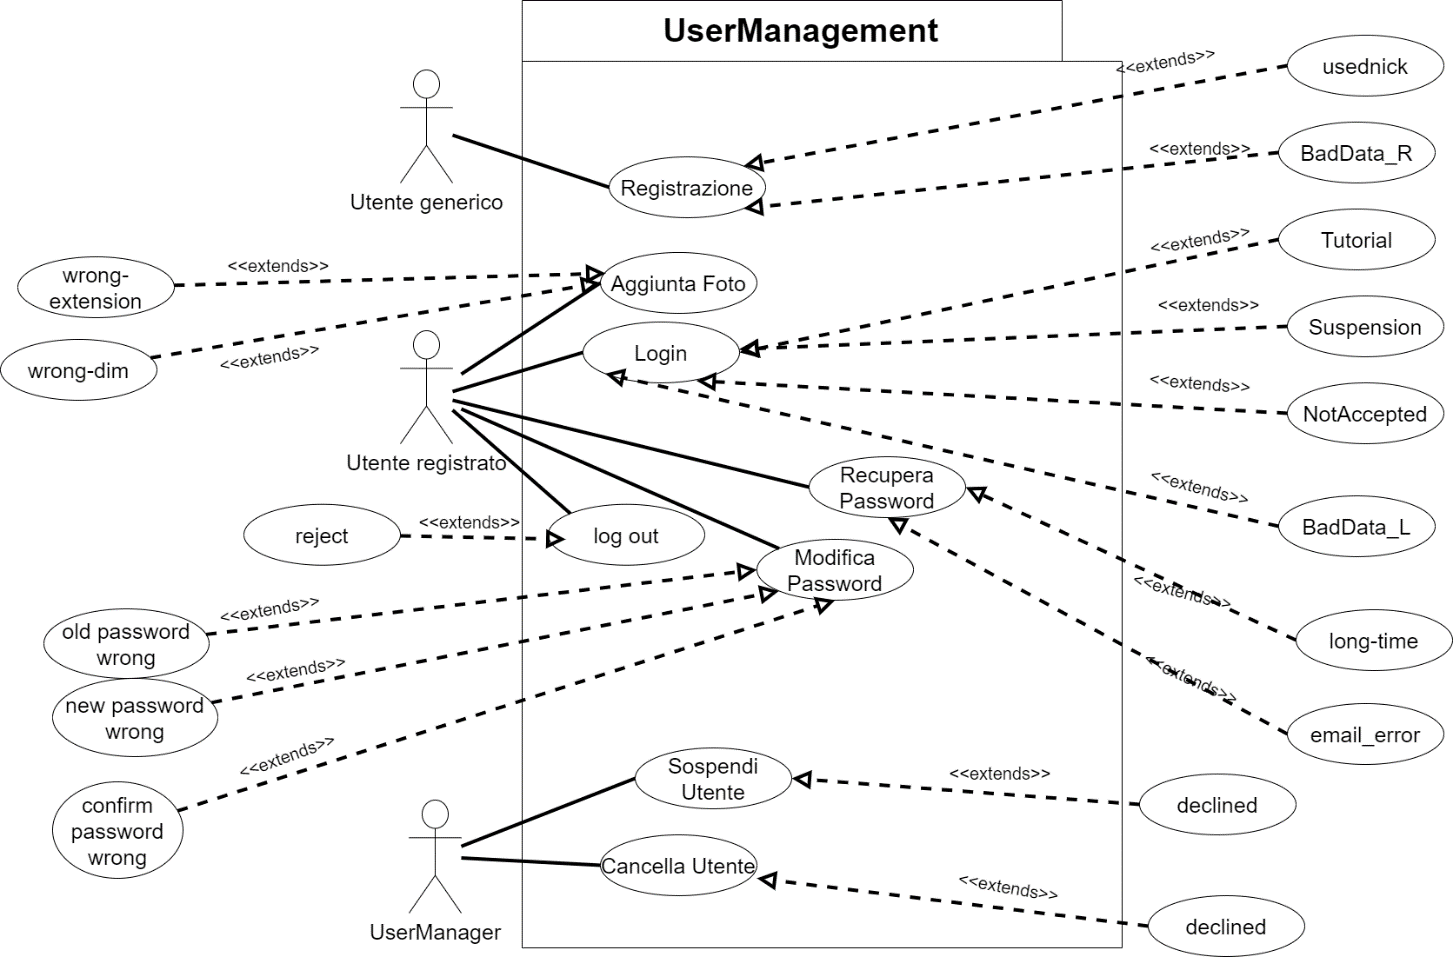 UserManagement
<<extends>>
usednick
<<extends>>
BadData_R
Registrazione
Utente generico
<<extends>>
Tutorial
<<extends>>
wrong-
extension
Aggiunta Foto
<<extends>>
Suspension
<<extends>>
wrong-dim
Login
<<extends>>
NotAccepted
Utente registrato
Recupera
Password
<<extends>>
BadData_L
<<extends>>
reject
log out
Modifica
Password
<<extends>>
long-time
<<extends>>
old password
wrong
<<extends>>
new password
wrong
<<extends>>
email_error
<<extends>>
confirm
password
wrong
Sospendi
Utente
<<extends>>
declined
Cancella Utente
<<extends>>
declined
UserManager